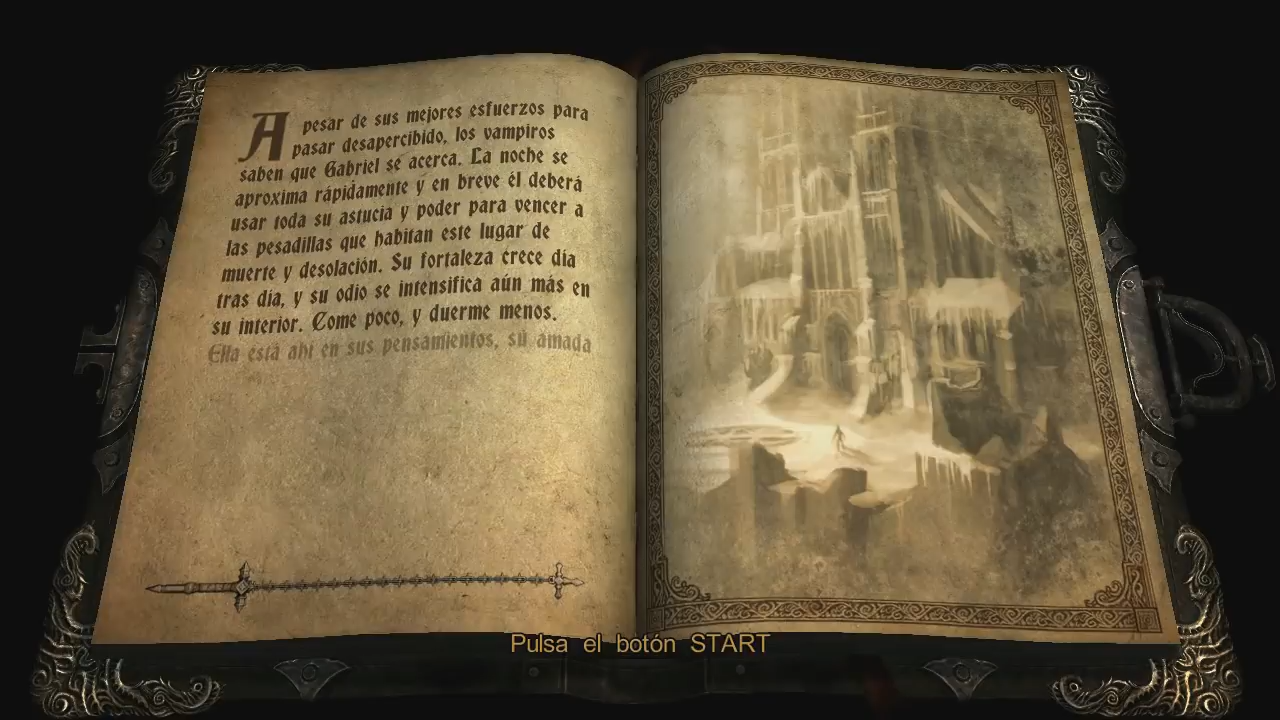 A pesar de sus mejores esfuerzos para
pasar desapercibido, los vampiros
saben que Gabriel se acerca. La noche se
aproxima rápidamente y en breve él deberá
usar toda su astucia y poder para vencer a
las pesadillas que habitan este lugar de
muerte y desolación. Su fortaleza crece día
tras día, y su odio se intensifica aún más en
su interior. Come poco, y duerme menos.
Ella está ahí en sus pensamientos, su amada
Pulsa el botón START